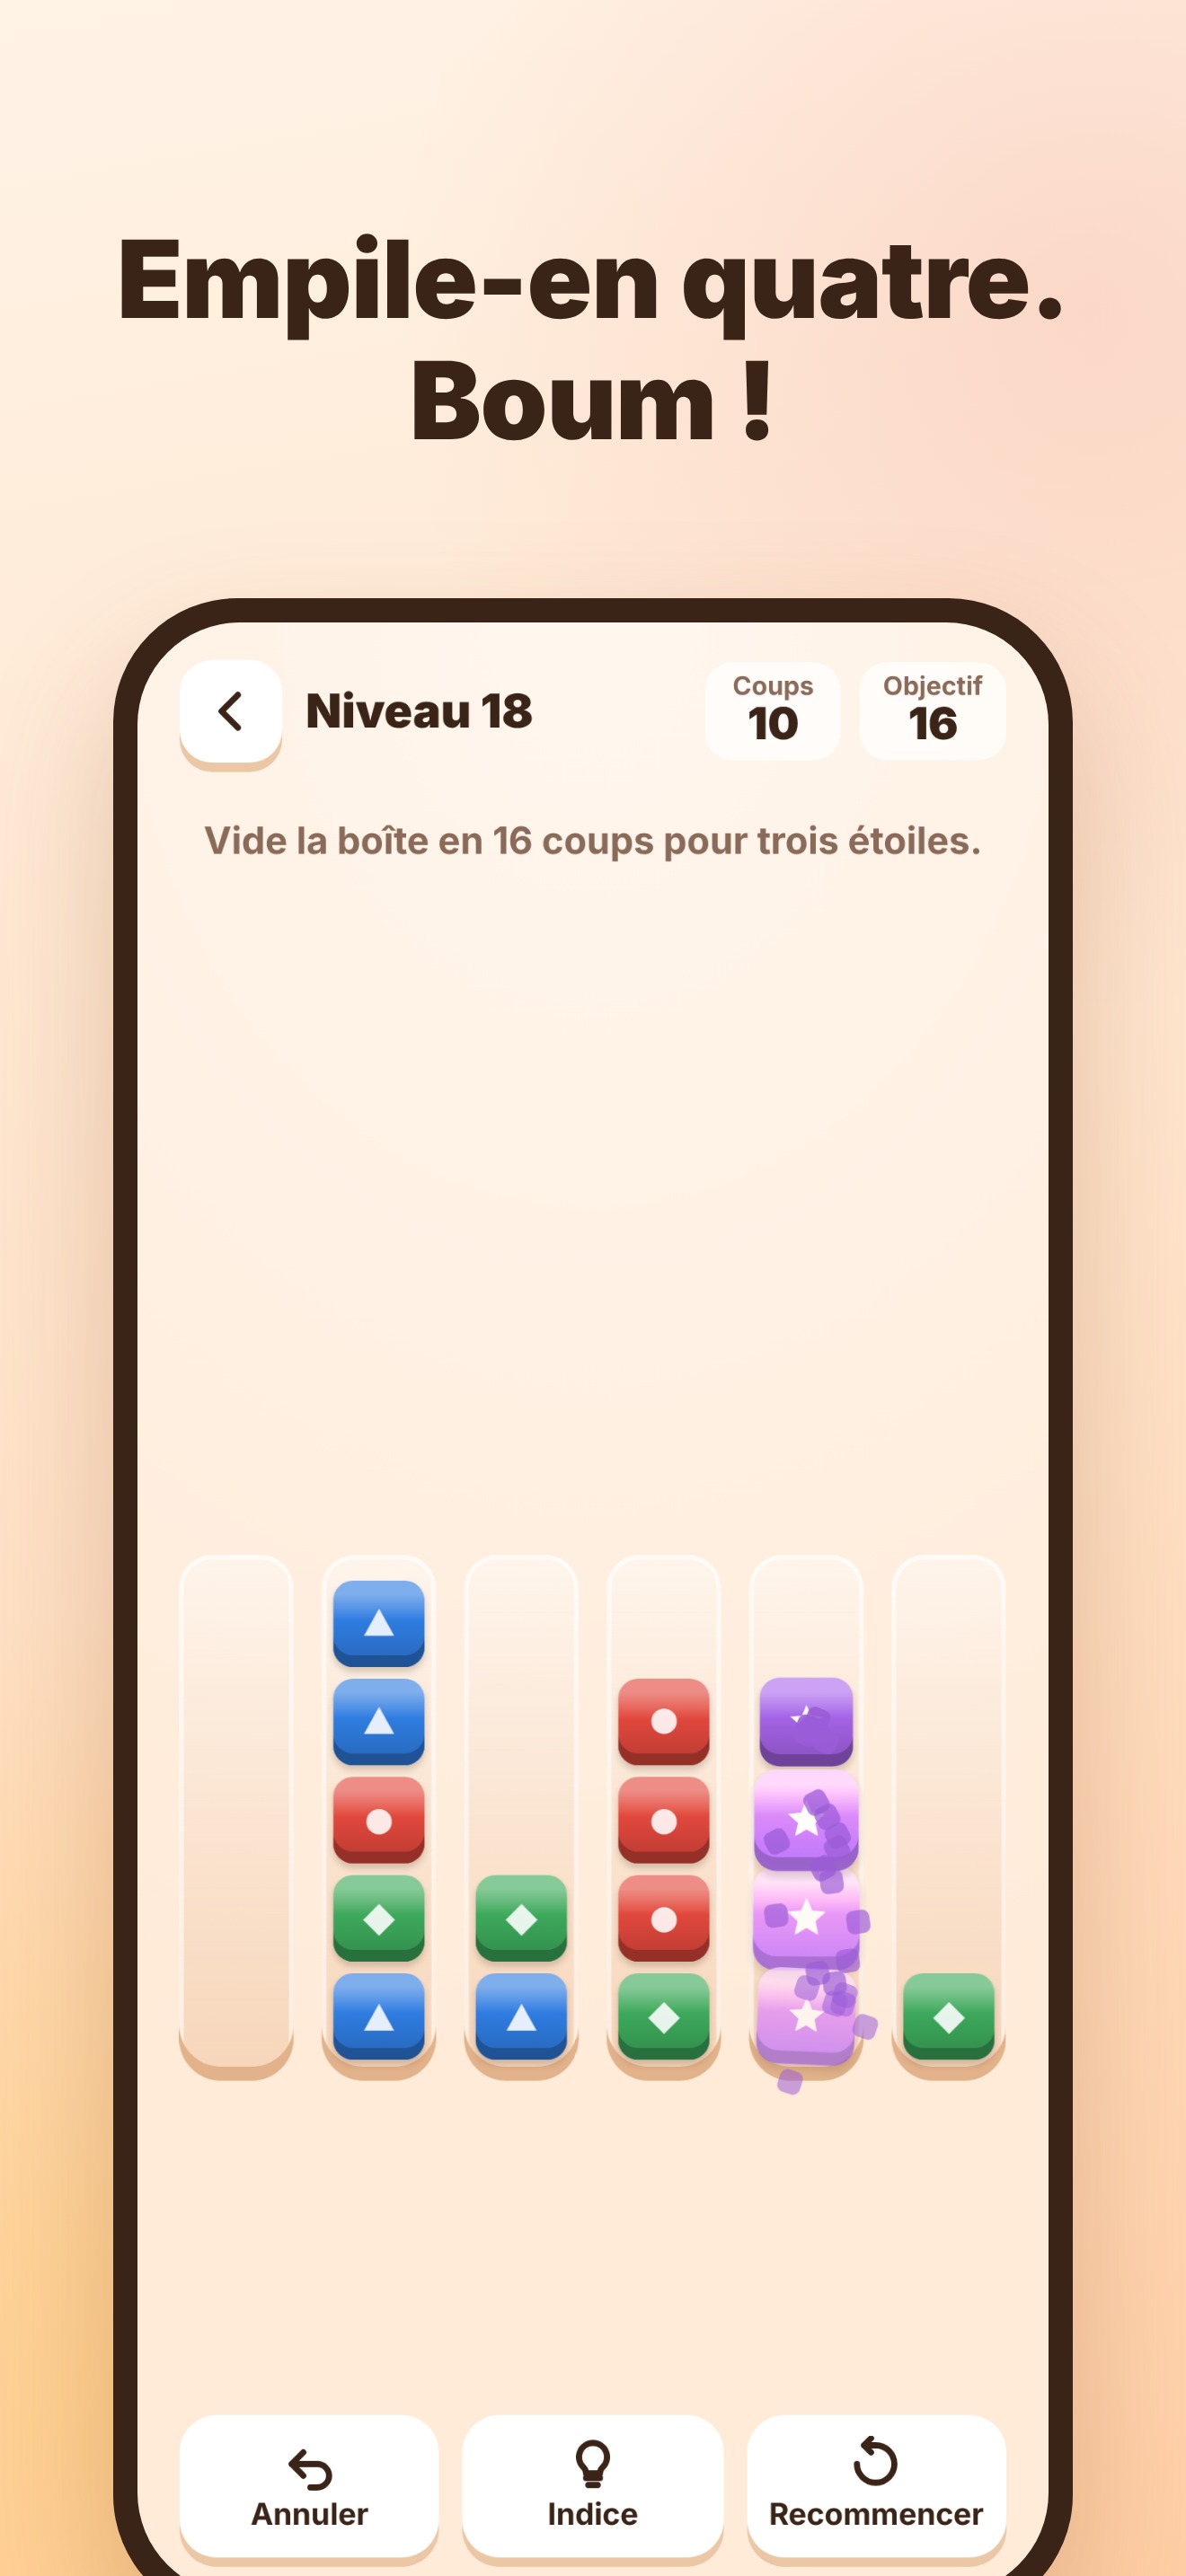 Empile-en quatre.
Boum !
Niveau 18
Coups
10
Objectif
16
Vide la boîte en 16 coups pour trois étoiles.
Annuler
Indice
Recommencer